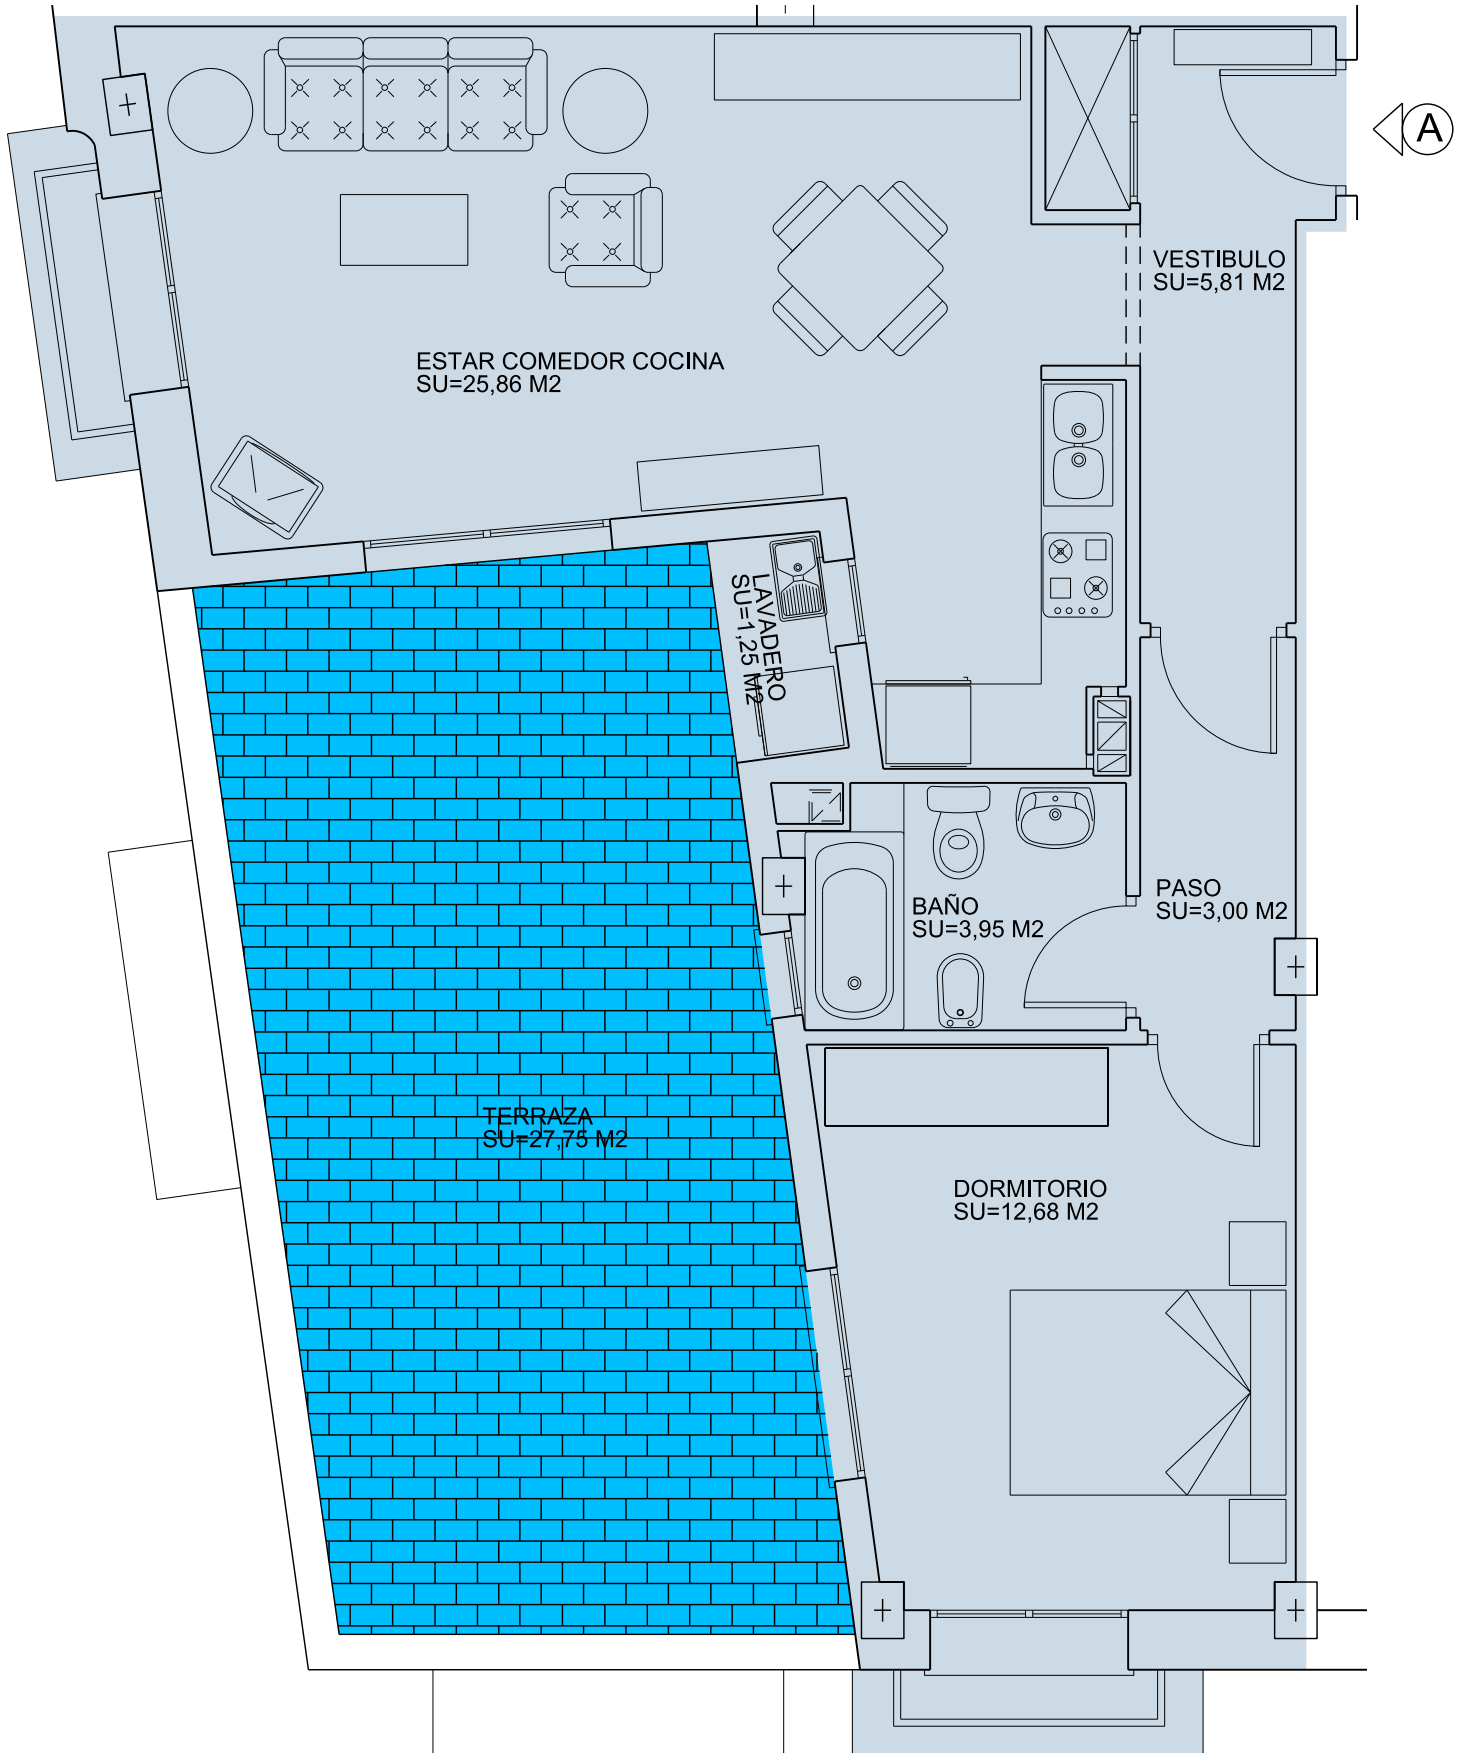 A
VESTIBULO
SU=5,81 M2
ESTAR COMEDOR COCINA
SU=25,86 M2
LAVADERO
SU=1,25 M2
PASO
SU=3,00 M2
BAÑO
SU=3,95 M2
TERRAZA
SU=27,75 M2
DORMITORIO
SU=12,68 M2